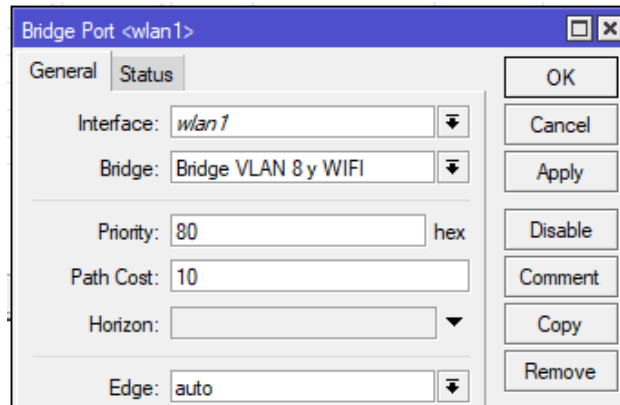 Bridge Port <wlan1>
General Status
OK
Interface: wlan1
Cancel
Bridge: Bridge VLAN 8 y WIFI
Apply
Priority: 80 hex
Disable
Path Cost: 10
Comment
Horizon:
Copy
Edge: auto
Remove